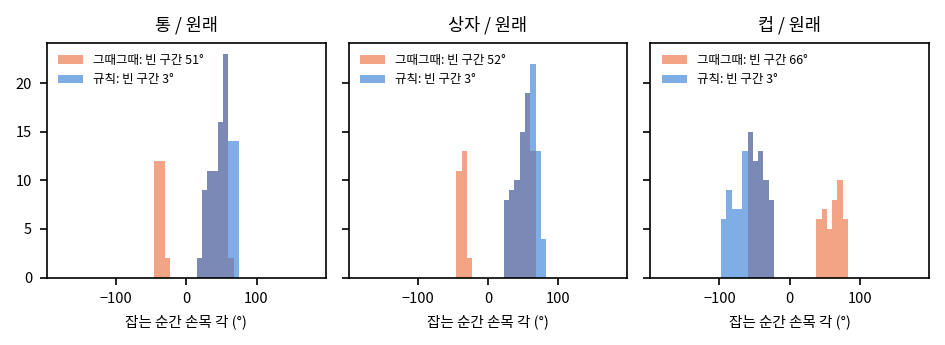 통 / 원래
상자 / 원래
컵 / 원래
그때그때: 빈 구간 51°
규칙: 빈 구간 3°
그때그때: 빈 구간 52°
규칙: 빈 구간 3°
그때그때: 빈 구간 66°
규칙: 빈 구간 3°
20
15
10
5
0
−100 0 100
−100 0 100
−100 0 100
잡는 순간 손목 각 (°)
잡는 순간 손목 각 (°)
잡는 순간 손목 각 (°)